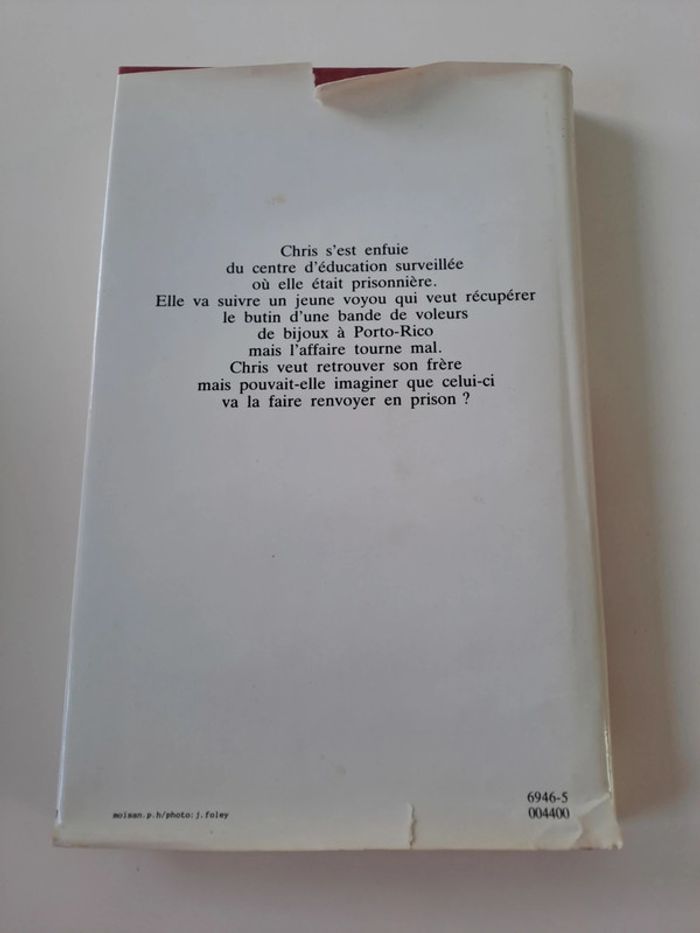 Chris s'est enfuie
du centre d'éducation surveillée
où elle était prisonnière.
Elle va suivre un jeune voyou qui veut récupérer
le butin d'une bande de voleurs
de bijoux à Porto-Rico
mais l'affaire tourne mal.
Chris veut retrouver son frère
mais pouvait-elle imaginer que celui-ci
va la faire renvoyer en prison ?
6946-5
004400
moisan.p.h/photo:j.foley